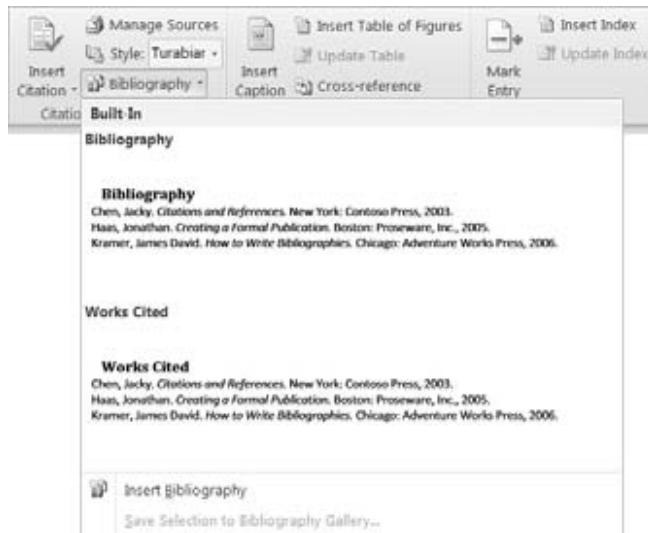 Manage Sources
Style: Turabiar
Bibliography
Insert
Citation
Citatio
Insert Table of Figures
Update Table
Cross-reference
Insert
Caption
Mark
Entry
Insert Index
Update Index
Built-In
Bibliography
Bibliography
Chen, Jacky. Citations and References. New York: Contoso Press, 2003.
Haas, Jonathan. Creating a Formal Publication. Boston: Proseware, Inc., 2005.
Kramer, James David. How to Write Bibliographies. Chicago: Adventure Works Press, 2006.
Works Cited
Works Cited
Chen, Jacky. Citations and References. New York: Contoso Press, 2003.
Haas, Jonathan. Creating a Formal Publication. Boston: Proseware, Inc., 2005.
Kramer, James David. How to Write Bibliographies. Chicago: Adventure Works Press, 2006.
Insert Bibliography
Save Selection to Bibliography Gallery...